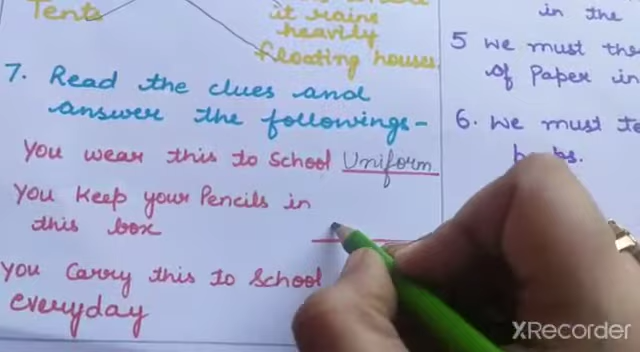 Tents
it rains
heavily
floating houses
7. Read the clues and
answer the followings-
You wear this to School Uniform
You Keep your Pencils in
this box
You Carry this to School
everyday
in the
5 We must
of Paper in
6. We must
XRecorder